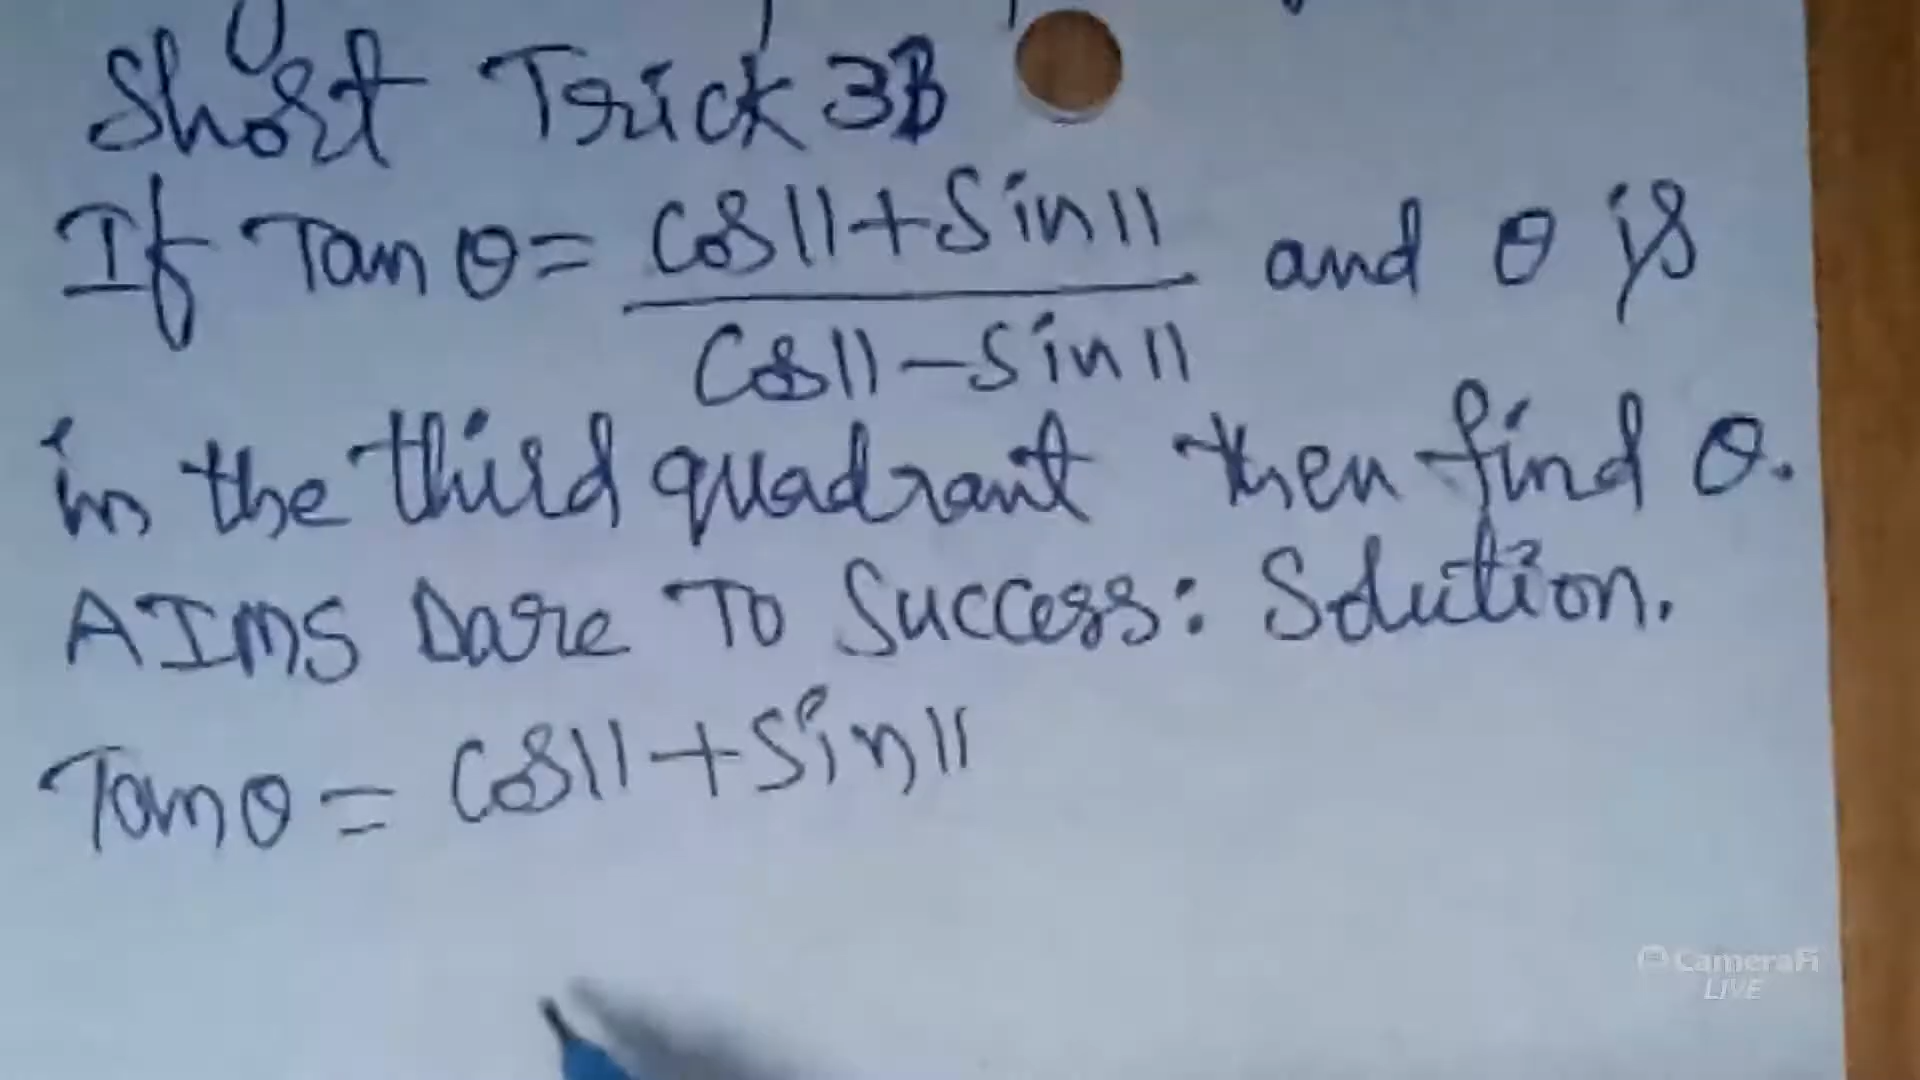 Short Trick 3B
If Tan θ = Cos11+Sin11 and θ is
Cos11-Sin11
in the third quadrant then find θ.
AIMS Dare To Success: Solution.
Tan θ = Cos11+Sin11
CameraFi
LIVE